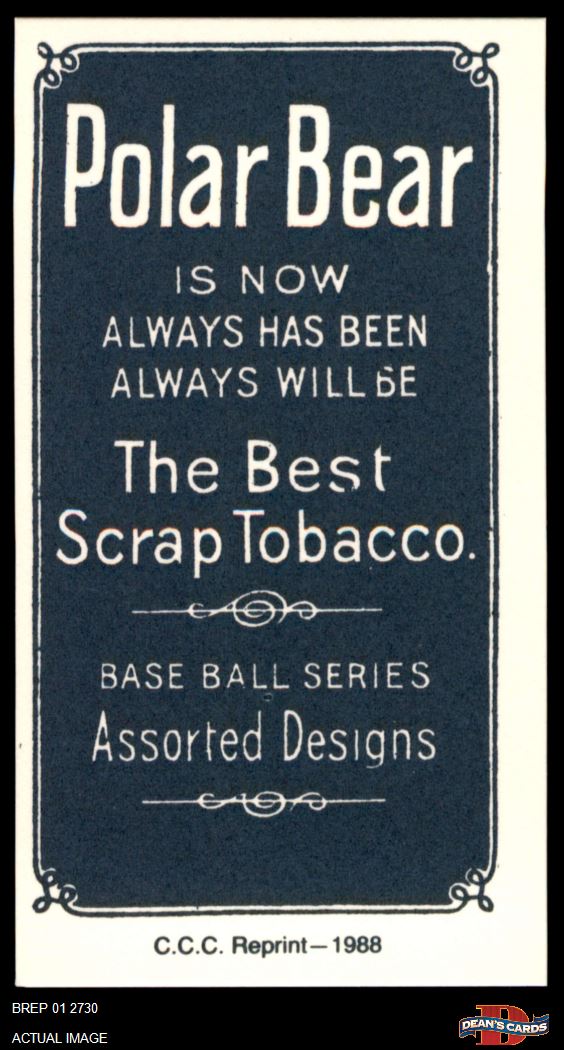 Polar Bear
IS NOW
ALWAYS HAS BEEN
ALWAYS WILL BE
The Best
Scrap Tobacco.
BASE BALL SERIES
Assorted Designs
C.C.C. Reprint—1988
BREP 01 2730
ACTUAL IMAGE
D
DEAN'S CARDS